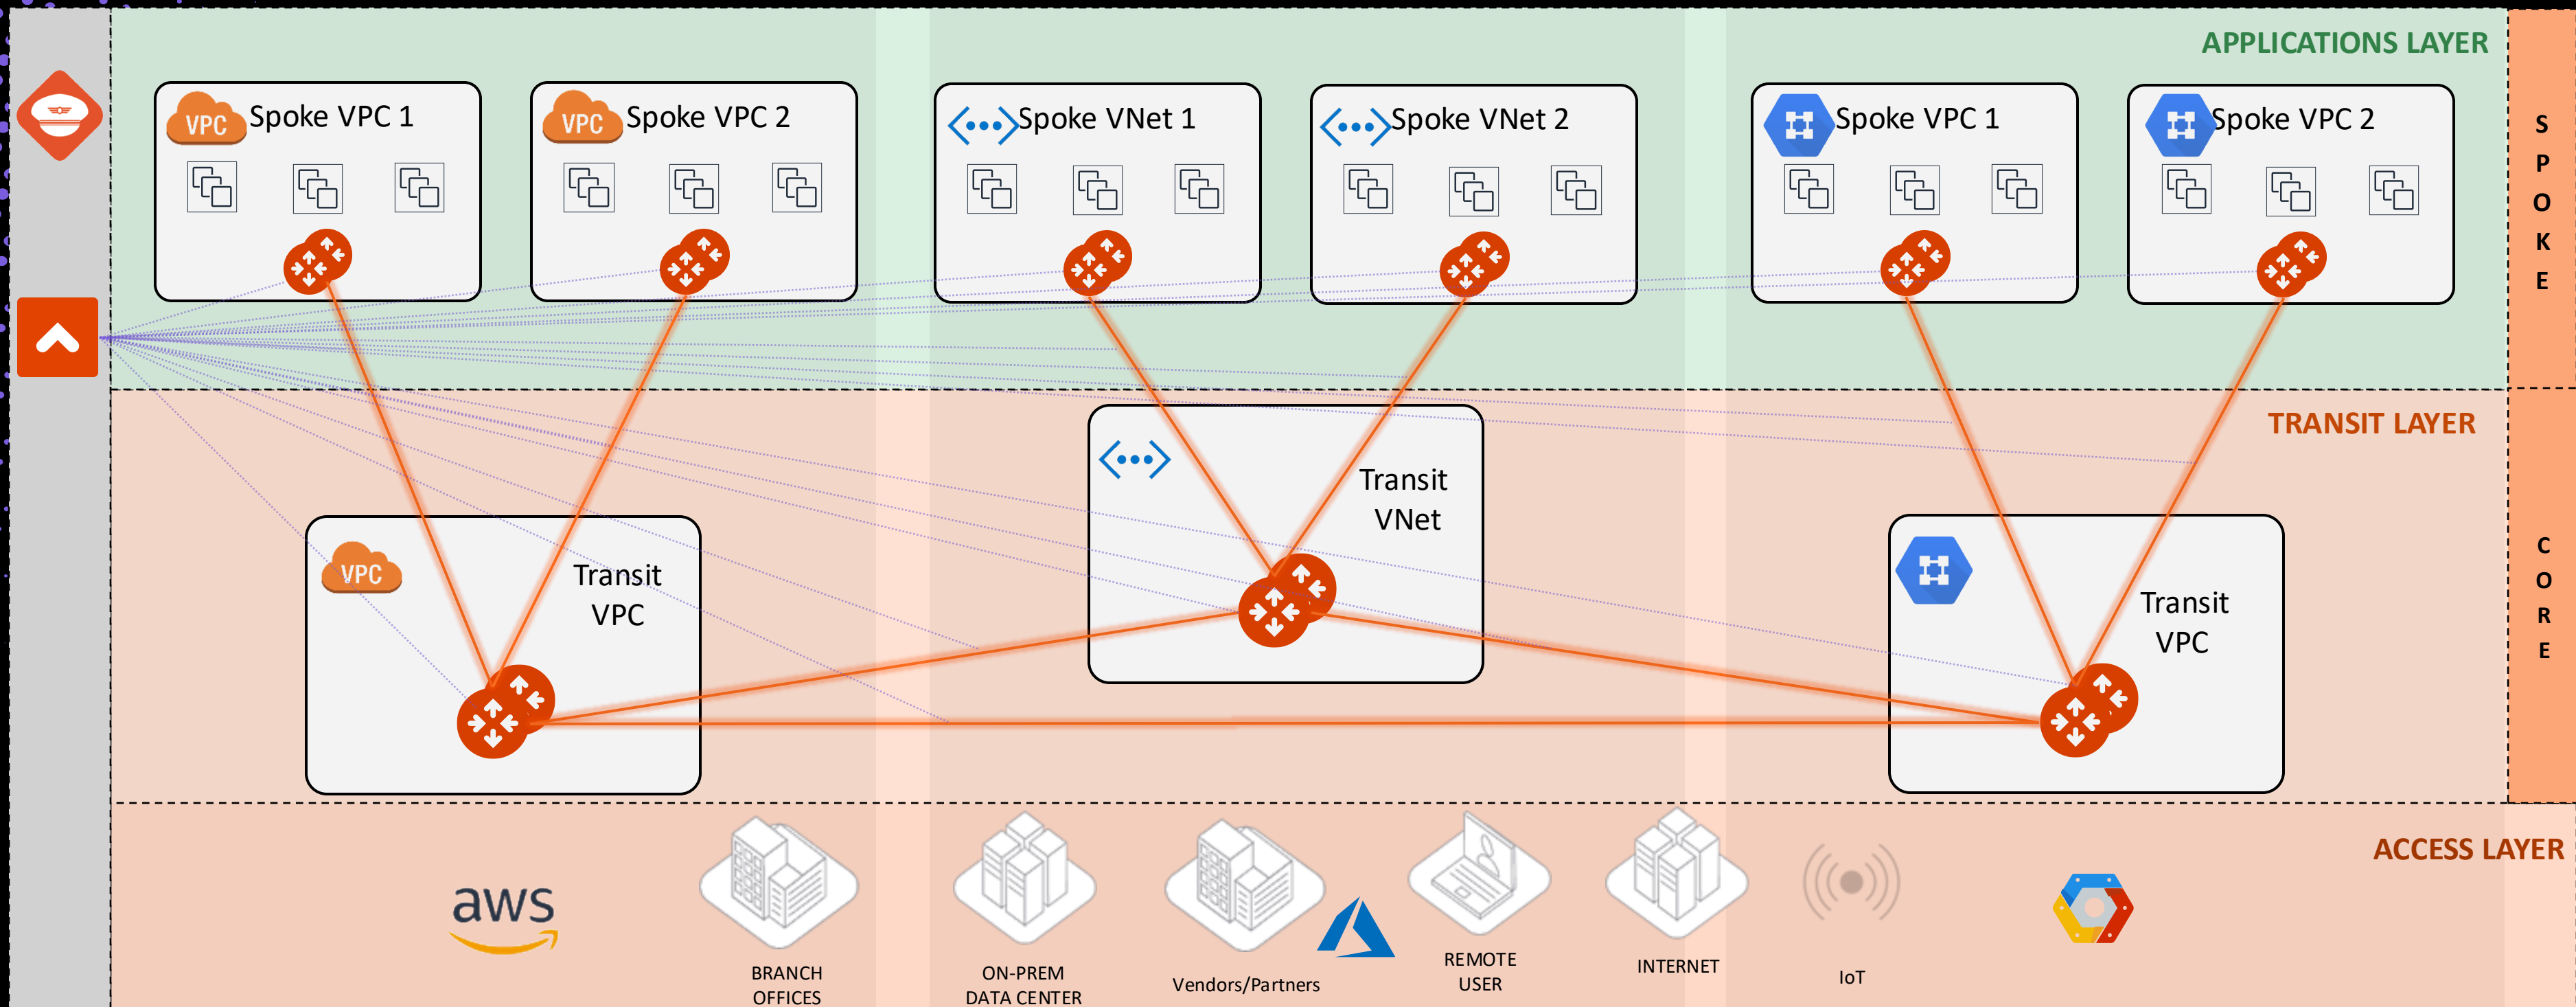 APPLICATIONS LAYER
VPC
Spoke VPC 1
VPC
Spoke VPC 2
Spoke VNet 1
Spoke VNet 2
Spoke VPC 1
Spoke VPC 2
S
P
O
K
E
TRANSIT LAYER
VPC
Transit
VPC
Transit
VNet
Transit
VPC
C
O
R
E
ACCESS LAYER
aws
BRANCH
OFFICES
ON-PREM
DATA CENTER
Vendors/Partners
REMOTE
USER
INTERNET
IoT